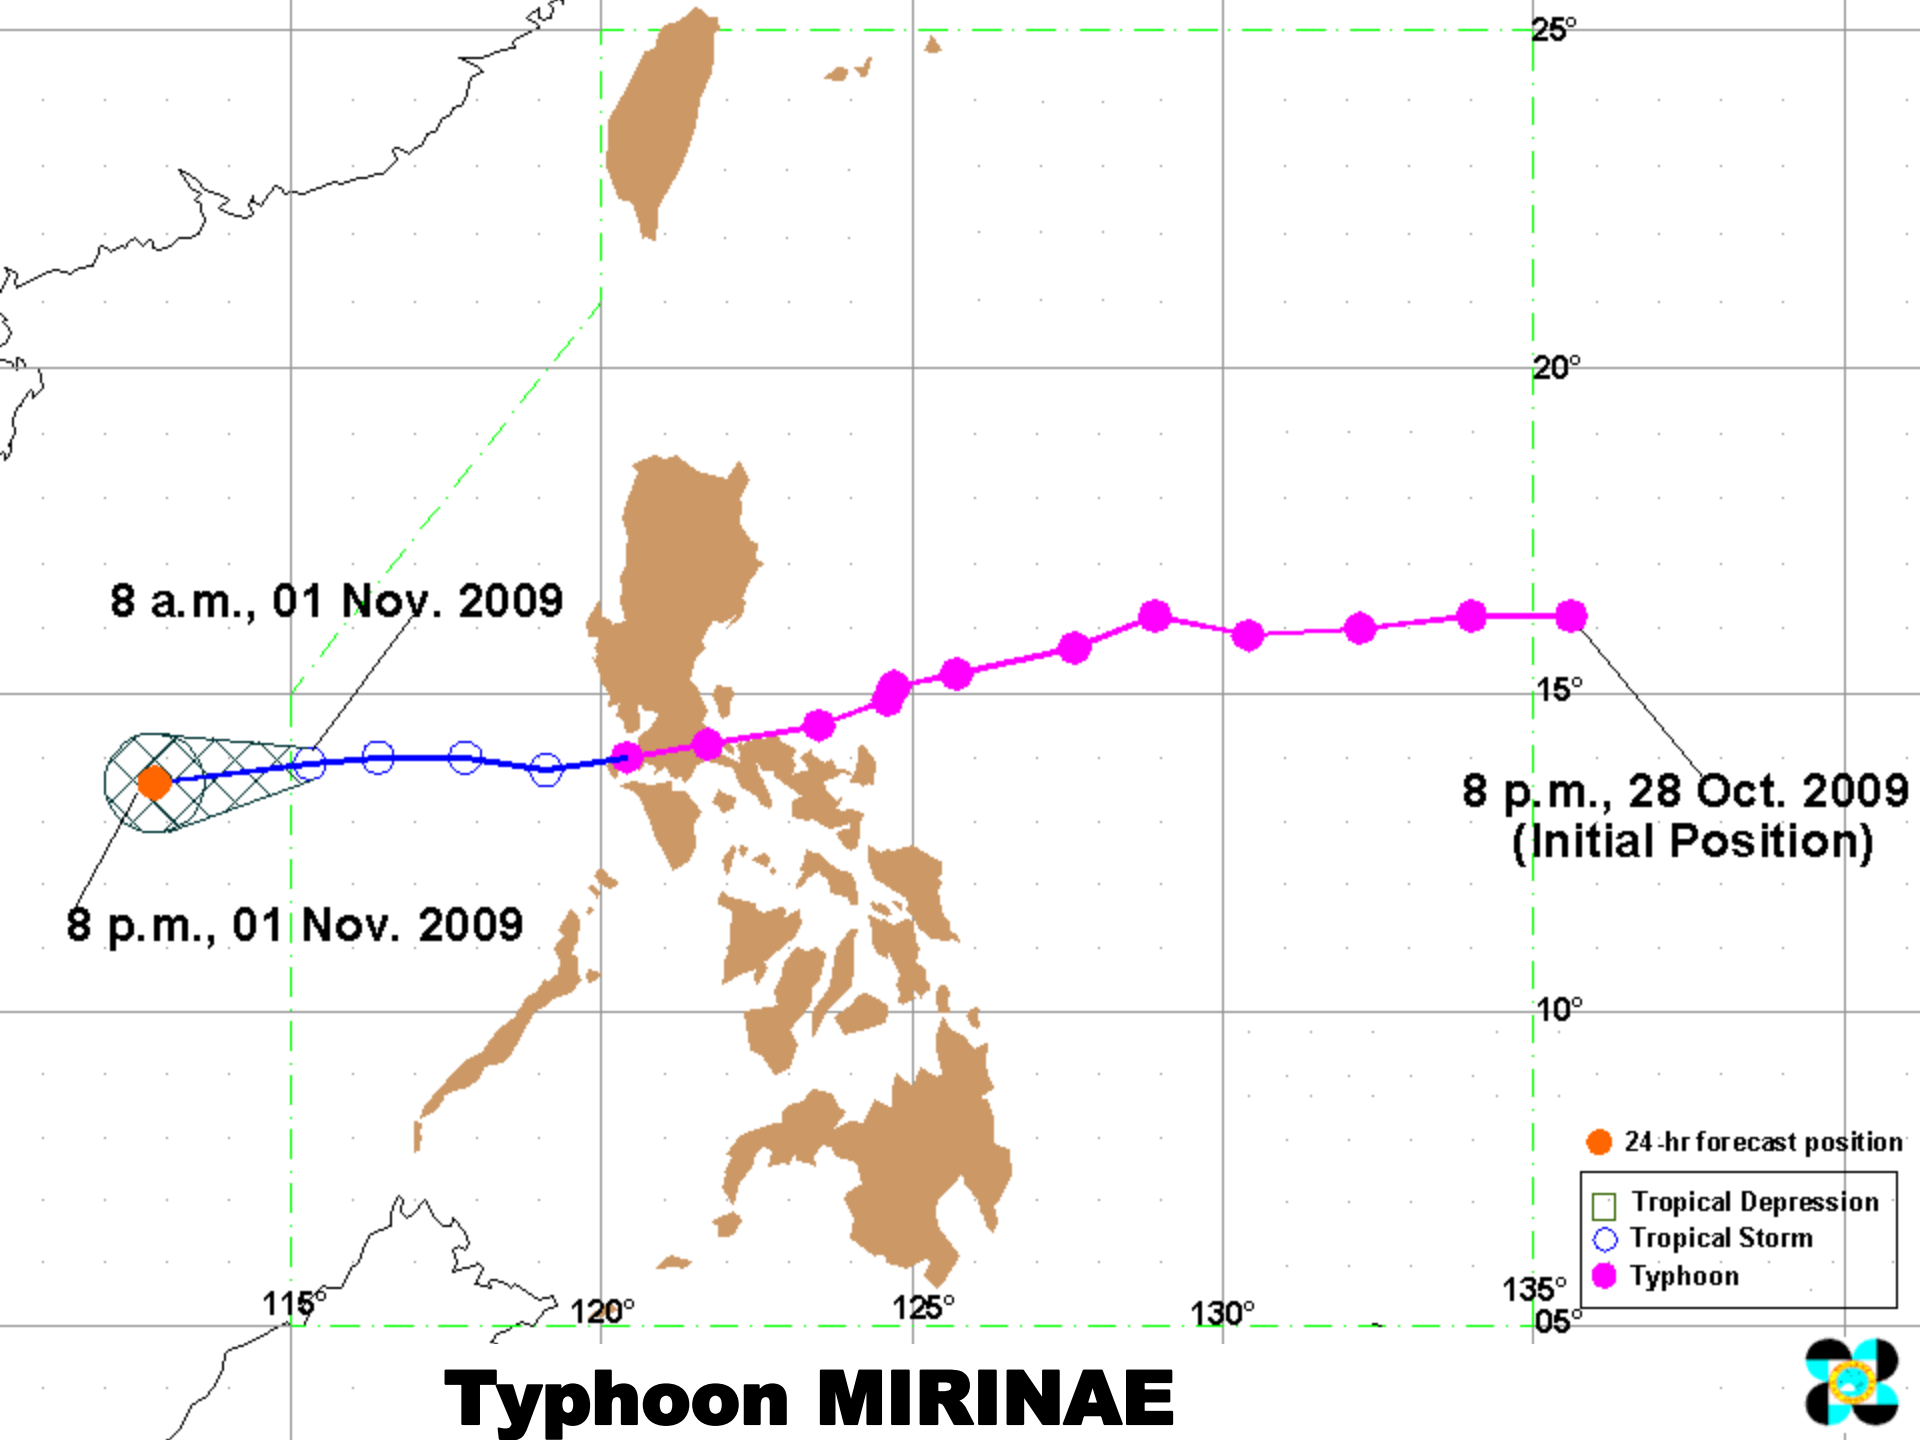 25°
20°
8 a.m., 01 Nov. 2009
15°
8 p.m., 28 Oct. 2009
(Initial Position)
8 p.m., 01 Nov. 2009
10°
24-hr forecast position
Tropical Depression
Tropical Storm
Typhoon
115°
120°
125°
130°
135°
05°
Typhoon MIRINAE